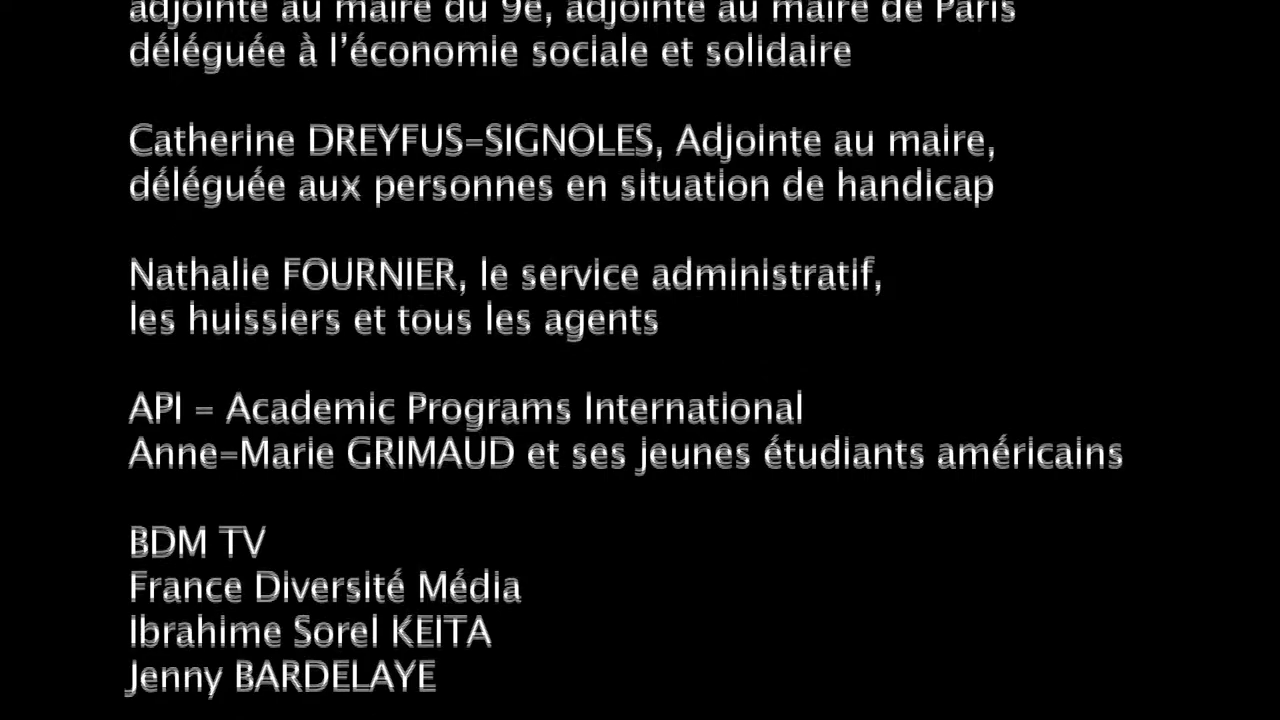 adjointe au maire du 9e, adjointe au maire de Paris
déléguée à l’économie sociale et solidaire
Catherine DREYFUS-SIGNOLES, Adjointe au maire,
déléguée aux personnes en situation de handicap
Nathalie FOURNIER, le service administratif,
les huissiers et tous les agents
API - Academic Programs International
Anne-Marie GRIMAUD et ses jeunes étudiants américains
BDM TV
France Diversité Média
Ibrahime Sorel KEITA
Jenny BARDELAYE